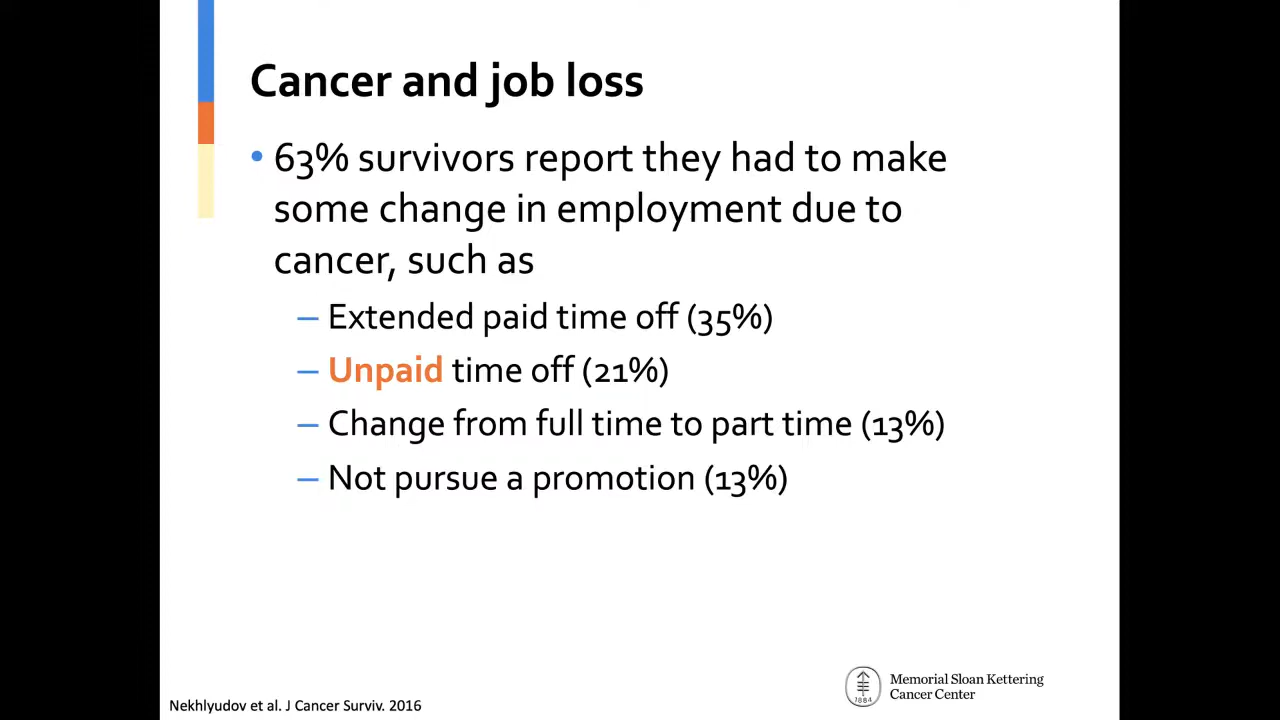 Cancer and job loss
• 63% survivors report they had to make
some change in employment due to
cancer, such as
– Extended paid time off (35%)
– Unpaid time off (21%)
– Change from full time to part time (13%)
– Not pursue a promotion (13%)
Memorial Sloan Kettering
Cancer Center
1884
Nekhlyudov et al. J Cancer Surviv. 2016